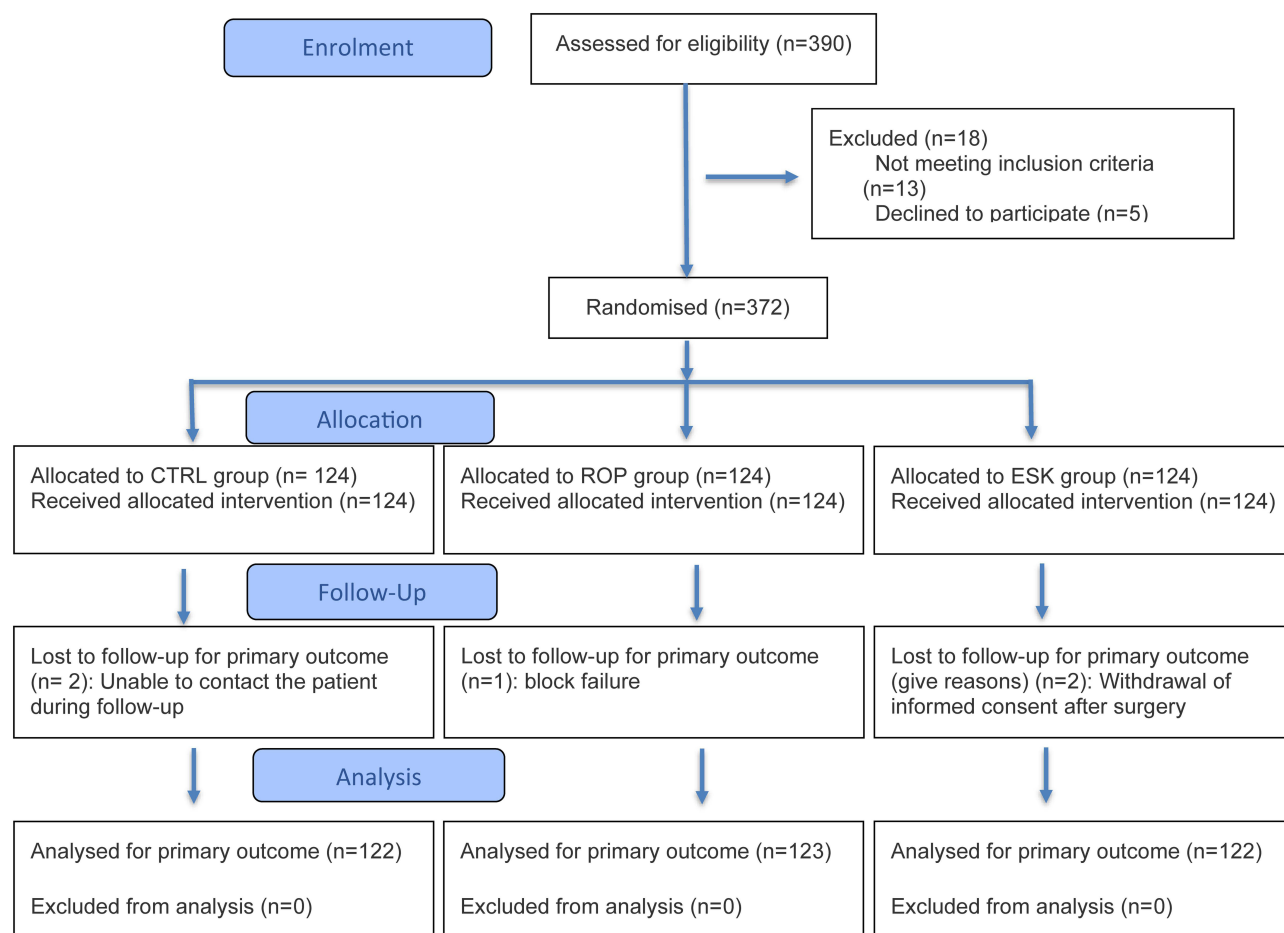 Enrolment
Assessed for eligibility (n=390)
Excluded (n=18)
Not meeting inclusion criteria
(n=13)
Declined to participate (n=5)
Randomised (n=372)
Allocation
Allocated to CTRL group (n= 124)
Received allocated intervention (n=124)
Allocated to ROP group (n=124)
Received allocated intervention (n=124)
Allocated to ESK group (n=124)
Received allocated intervention (n=124)
Follow-Up
Lost to follow-up for primary outcome
(n= 2): Unable to contact the patient
during follow-up
Lost to follow-up for primary outcome
(n=1): block failure
Lost to follow-up for primary outcome
(give reasons) (n=2): Withdrawal of
informed consent after surgery
Analysis
Analysed for primary outcome (n=122)
Excluded from analysis (n=0)
Analysed for primary outcome (n=123)
Excluded from analysis (n=0)
Analysed for primary outcome (n=122)
Excluded from analysis (n=0)